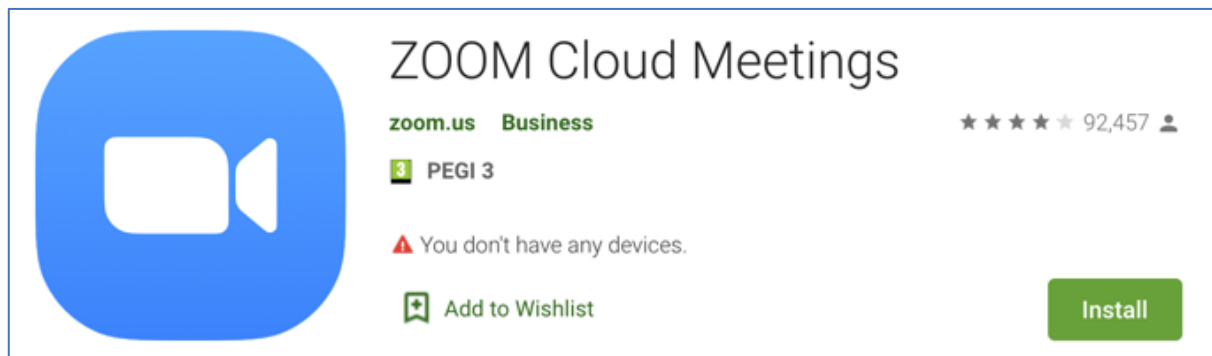 ZOOM Cloud Meetings
zoom.us Business 92,457
3 PEGI 3
You don't have any devices.
Add to Wishlist Install